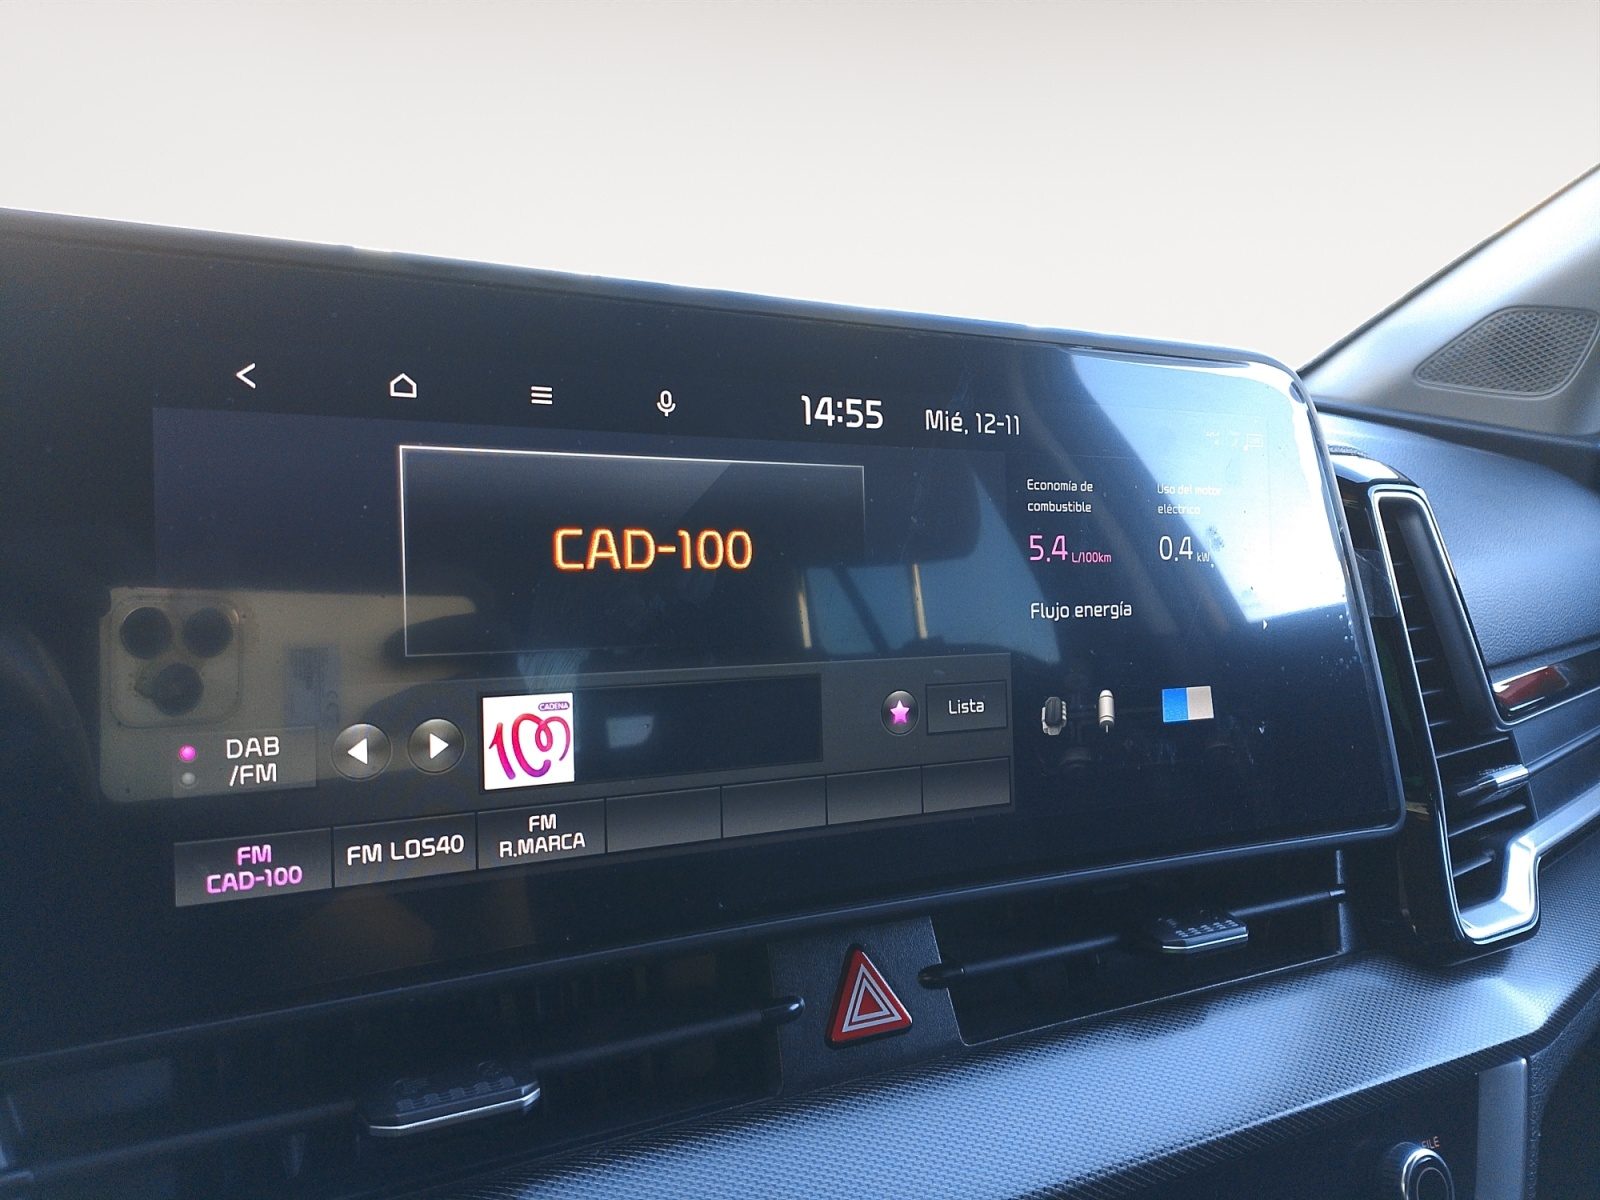 14:55
Mié, 12-11
Economía de
combustible
Uso del motor
eléctrico
5.4 L/100km
0.4 kW
Flujo energía
CAD-100
CADENA
100
Lista
DAB
/FM
FM
CAD-100
FM LOS40
FM
R.MARCA